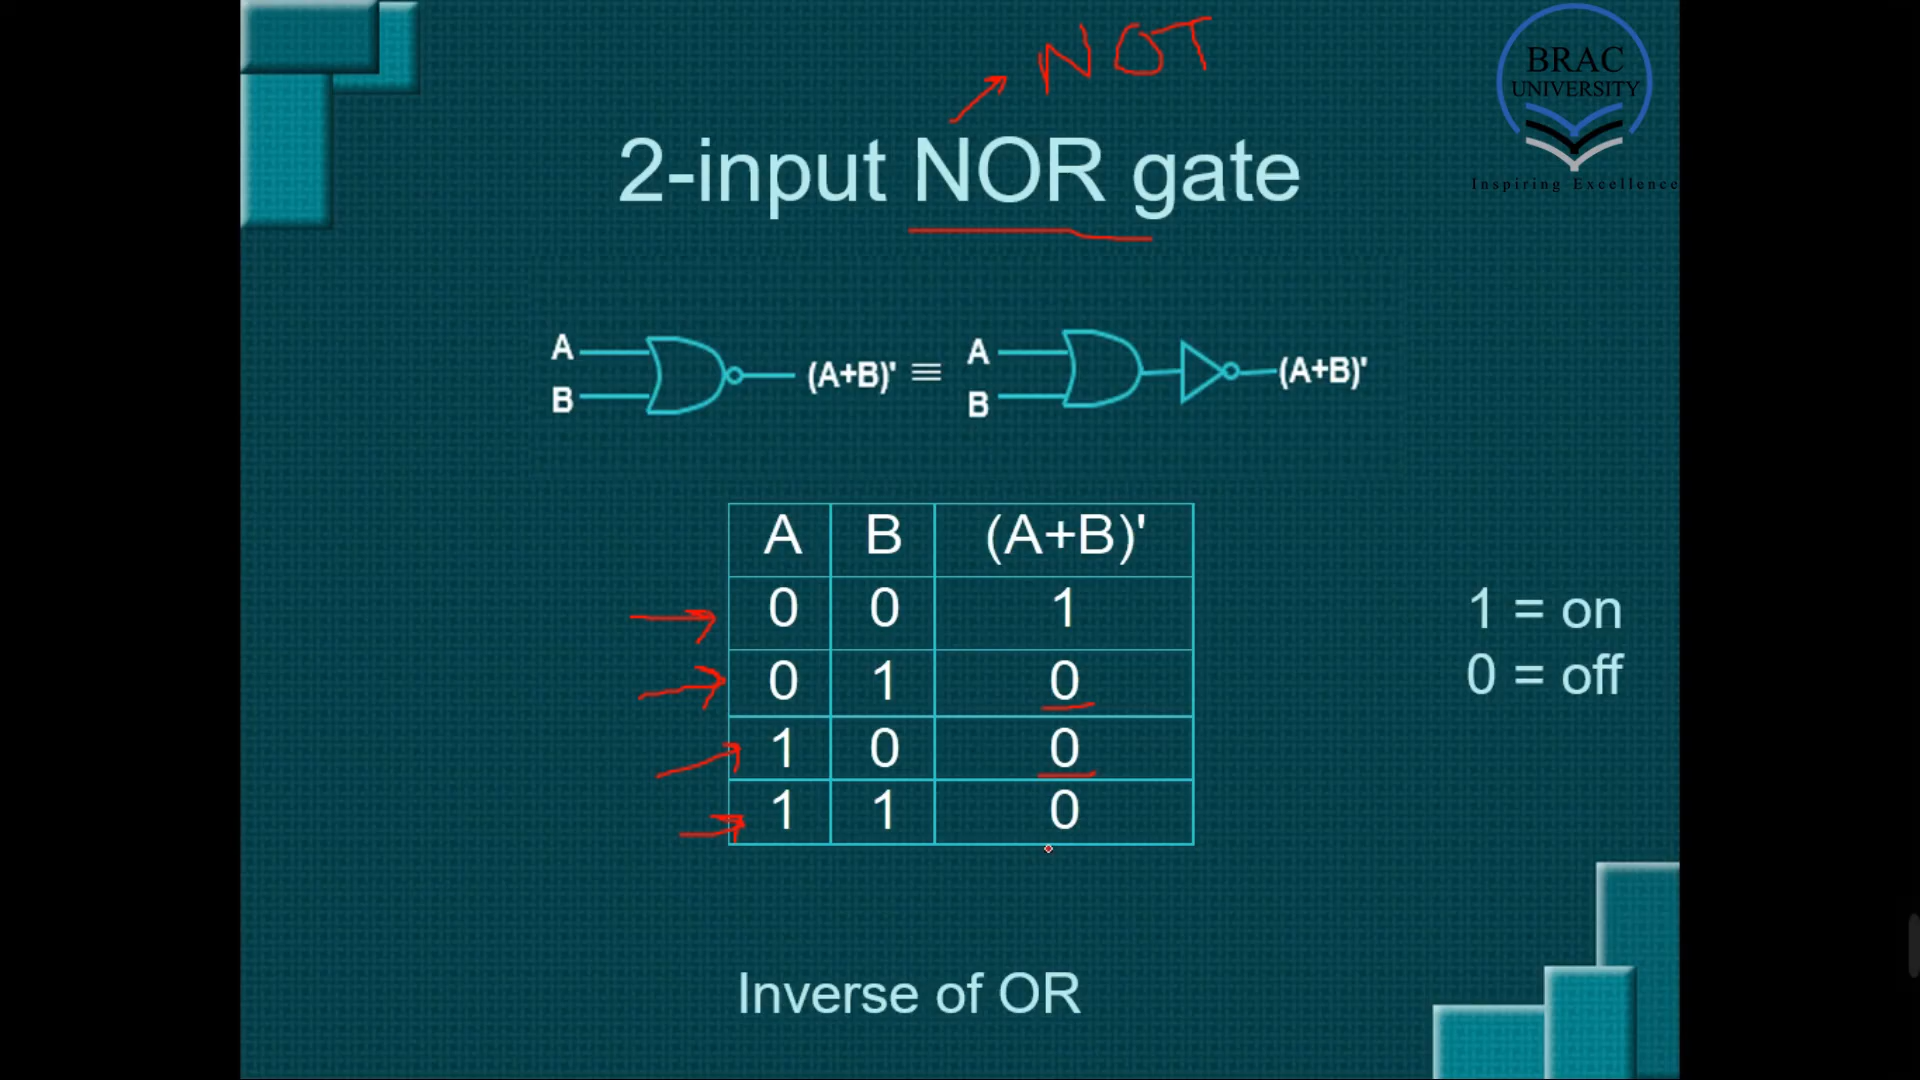 NOT
BRAC
UNIVERSITY
Inspiring Excellence
2-input NOR gate
A
B
(A+B)' ≡
A
B
(A+B)'
A B (A+B)'
0 0 1
0 1 0
1 0 0
1 1 0
1 = on
0 = off
Inverse of OR